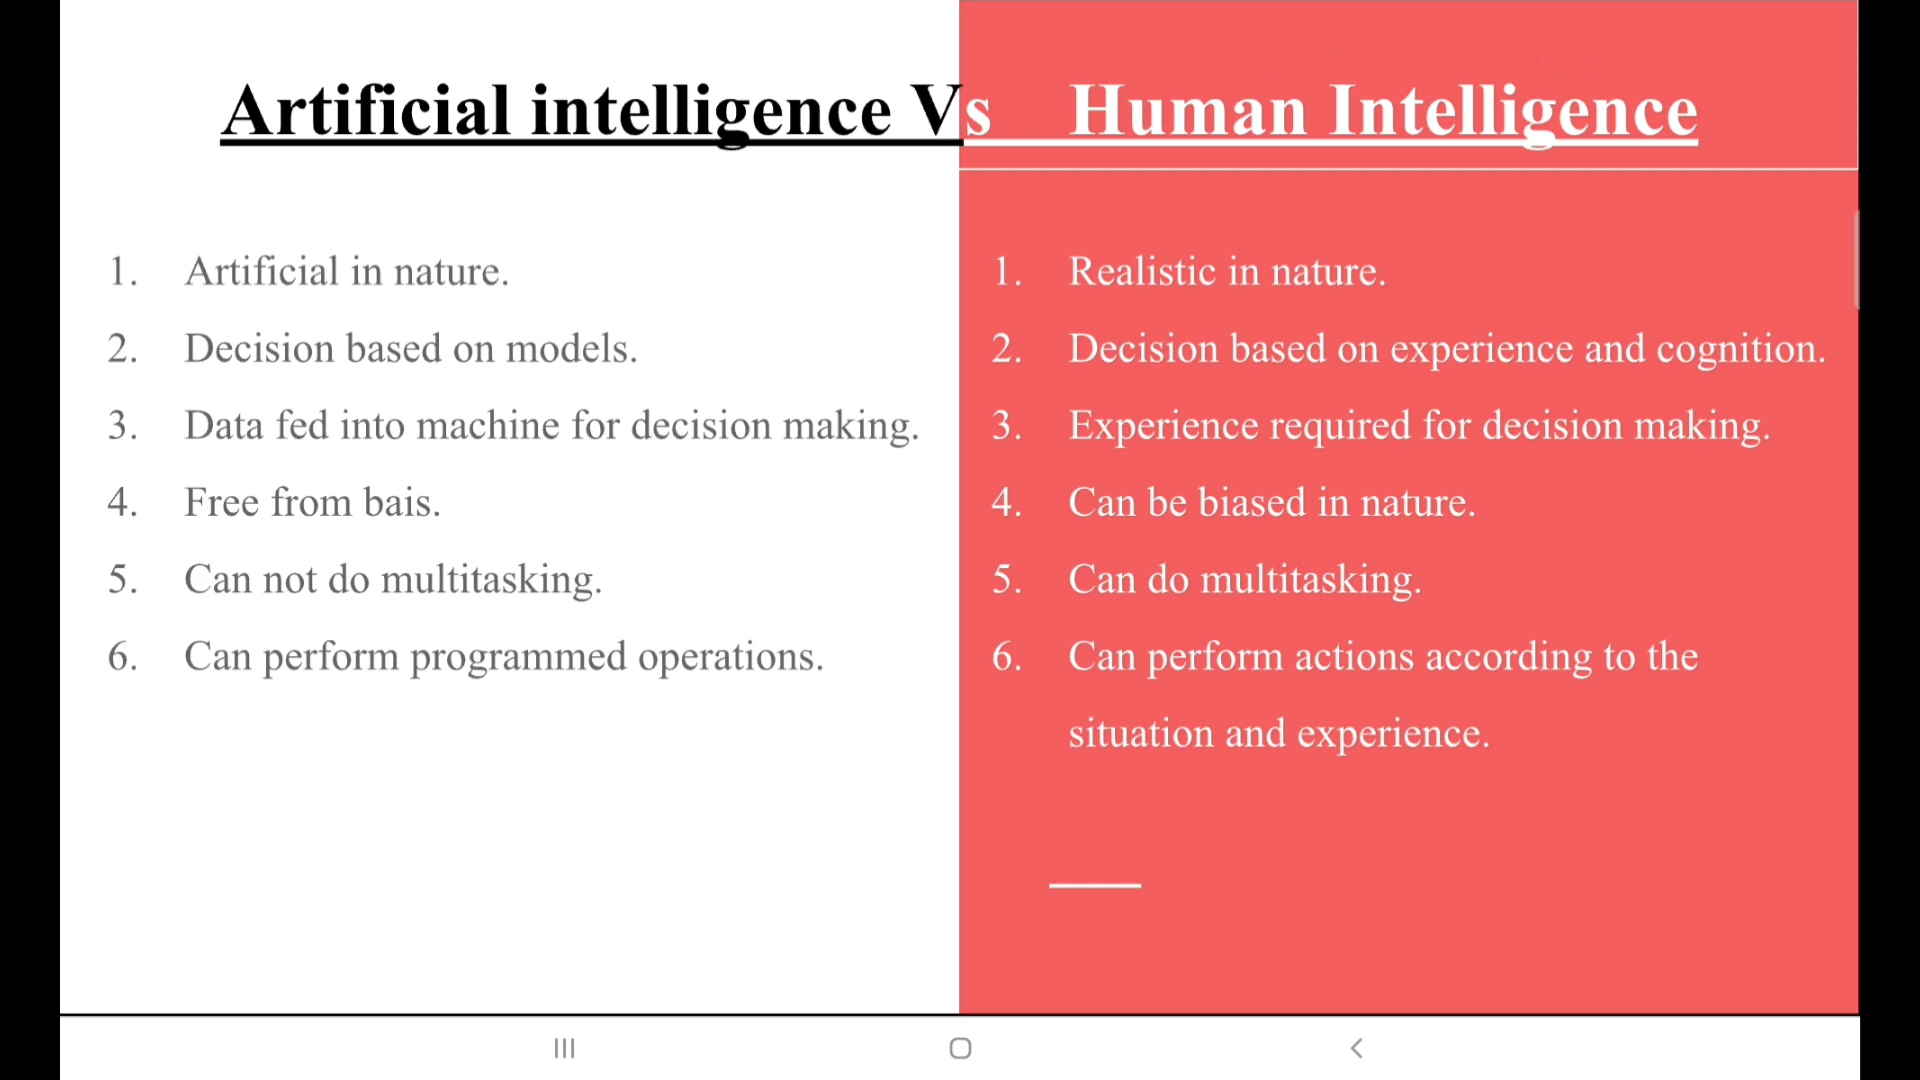 Artificial intelligence Vs Human Intelligence
1. Artificial in nature.
2. Decision based on models.
3. Data fed into machine for decision making.
4. Free from bais.
5. Can not do multitasking.
6. Can perform programmed operations.
1. Realistic in nature.
2. Decision based on experience and cognition.
3. Experience required for decision making.
4. Can be biased in nature.
5. Can do multitasking.
6. Can perform actions according to the
situation and experience.